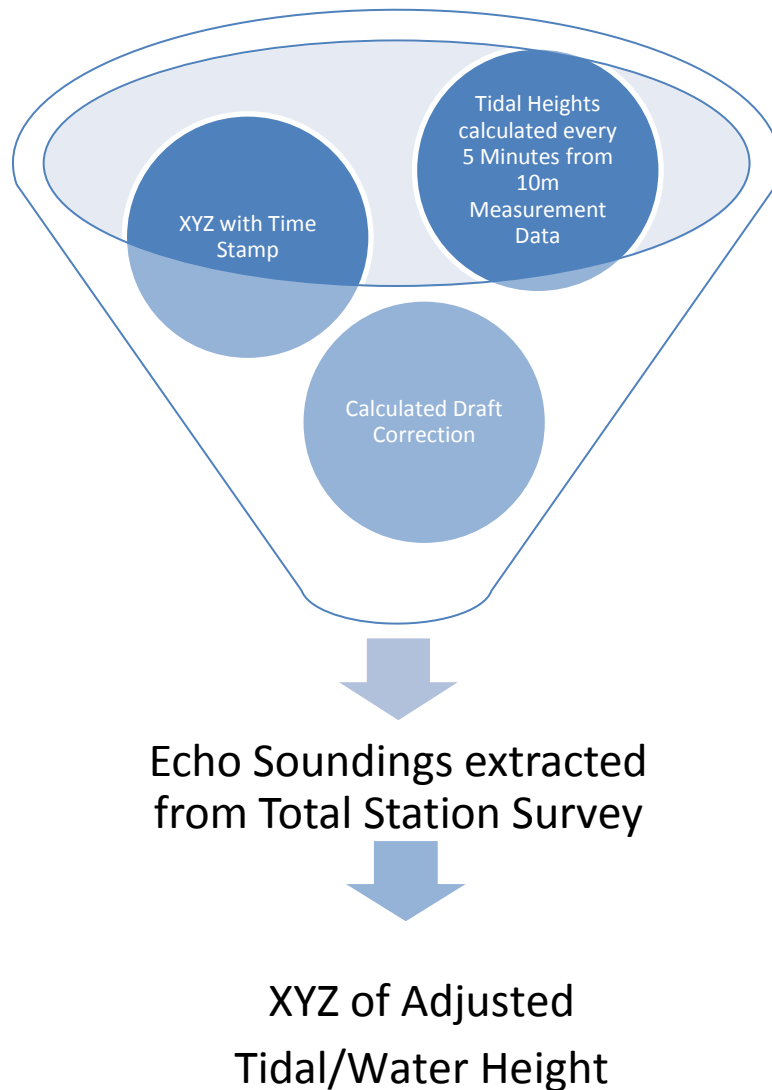 Tidal Heights
calculated every
5 Minutes from
10m
Measurement
Data
XYZ with Time
Stamp
Calculated Draft
Correction
Echo Soundings extracted
from Total Station Survey
XYZ of Adjusted
Tidal/Water Height